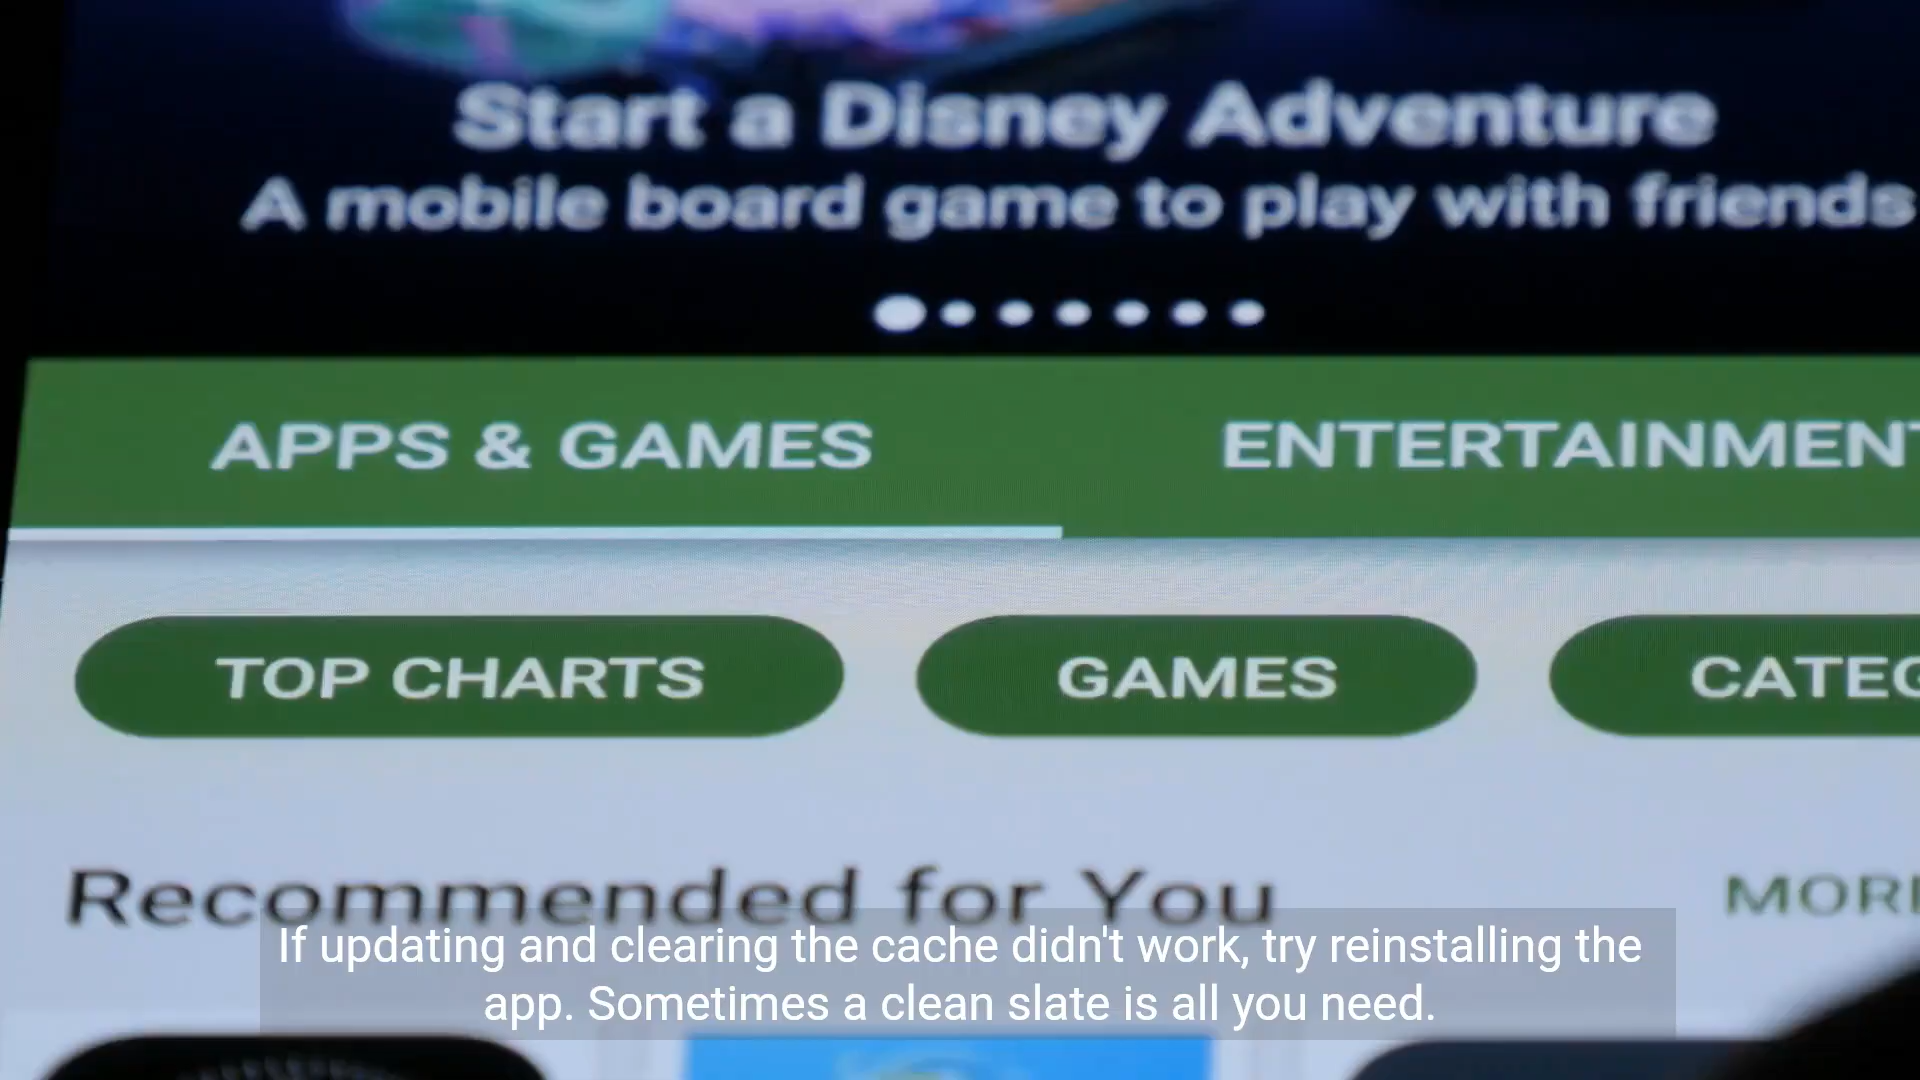 Start a Disney Adventure
A mobile board game to play with friends
APPS & GAMES
ENTERTAINMENT
TOP CHARTS
GAMES
CATEG
Recommended for You
MORE
If updating and clearing the cache didn't work, try reinstalling the
app. Sometimes a clean slate is all you need.